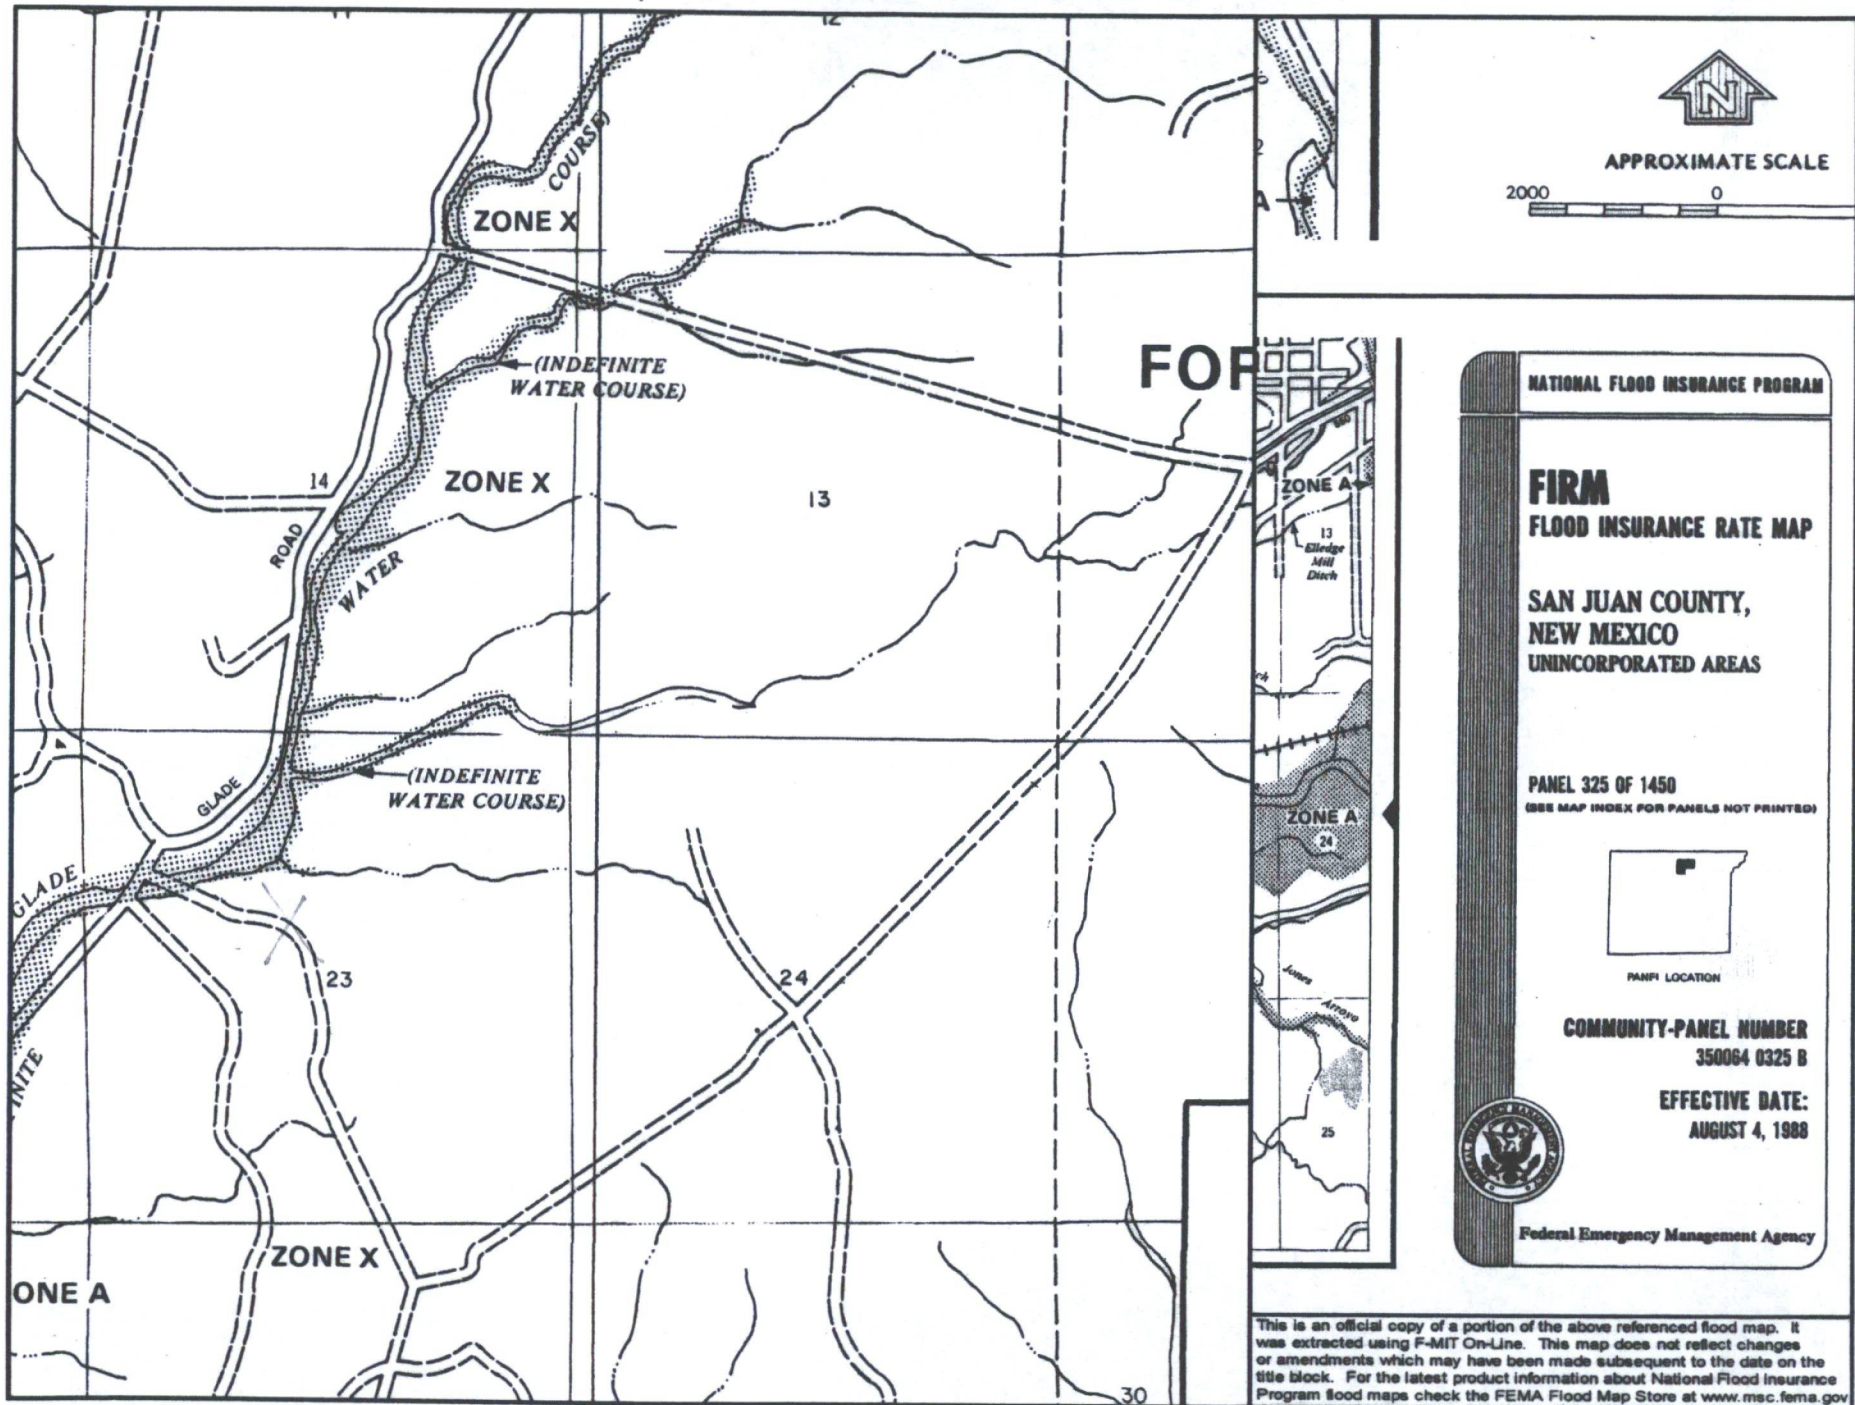 14
12
COURSE)
ZONE X
(INDEFINITE
WATER COURSE)
FOR
14
ZONE X
13
ROAD
WATER
(INDEFINITE
WATER COURSE)
GLADE
GLADE
23
24
INITE
ZONE X
ONE A
30
2
A
ZONE A
13
Elledge
Mill
Ditch
ch
ZONE A
24
Jones
Arroyo
25
N
APPROXIMATE SCALE
2000 0
NATIONAL FLOOD INSURANCE PROGRAM
FIRM
FLOOD INSURANCE RATE MAP
SAN JUAN COUNTY,
NEW MEXICO
UNINCORPORATED AREAS
PANEL 325 OF 1450
(SEE MAP INDEX FOR PANELS NOT PRINTED)
PANEL LOCATION
COMMUNITY-PANEL NUMBER
350064 0325 B
EFFECTIVE DATE:
AUGUST 4, 1988
Federal Emergency Management Agency
This is an official copy of a portion of the above referenced flood map. It
was extracted using F-MIT On-Line. This map does not reflect changes
or amendments which may have been made subsequent to the date on the
title block. For the latest product information about National Flood Insurance
Program flood maps check the FEMA Flood Map Store at www.msc.fema.gov